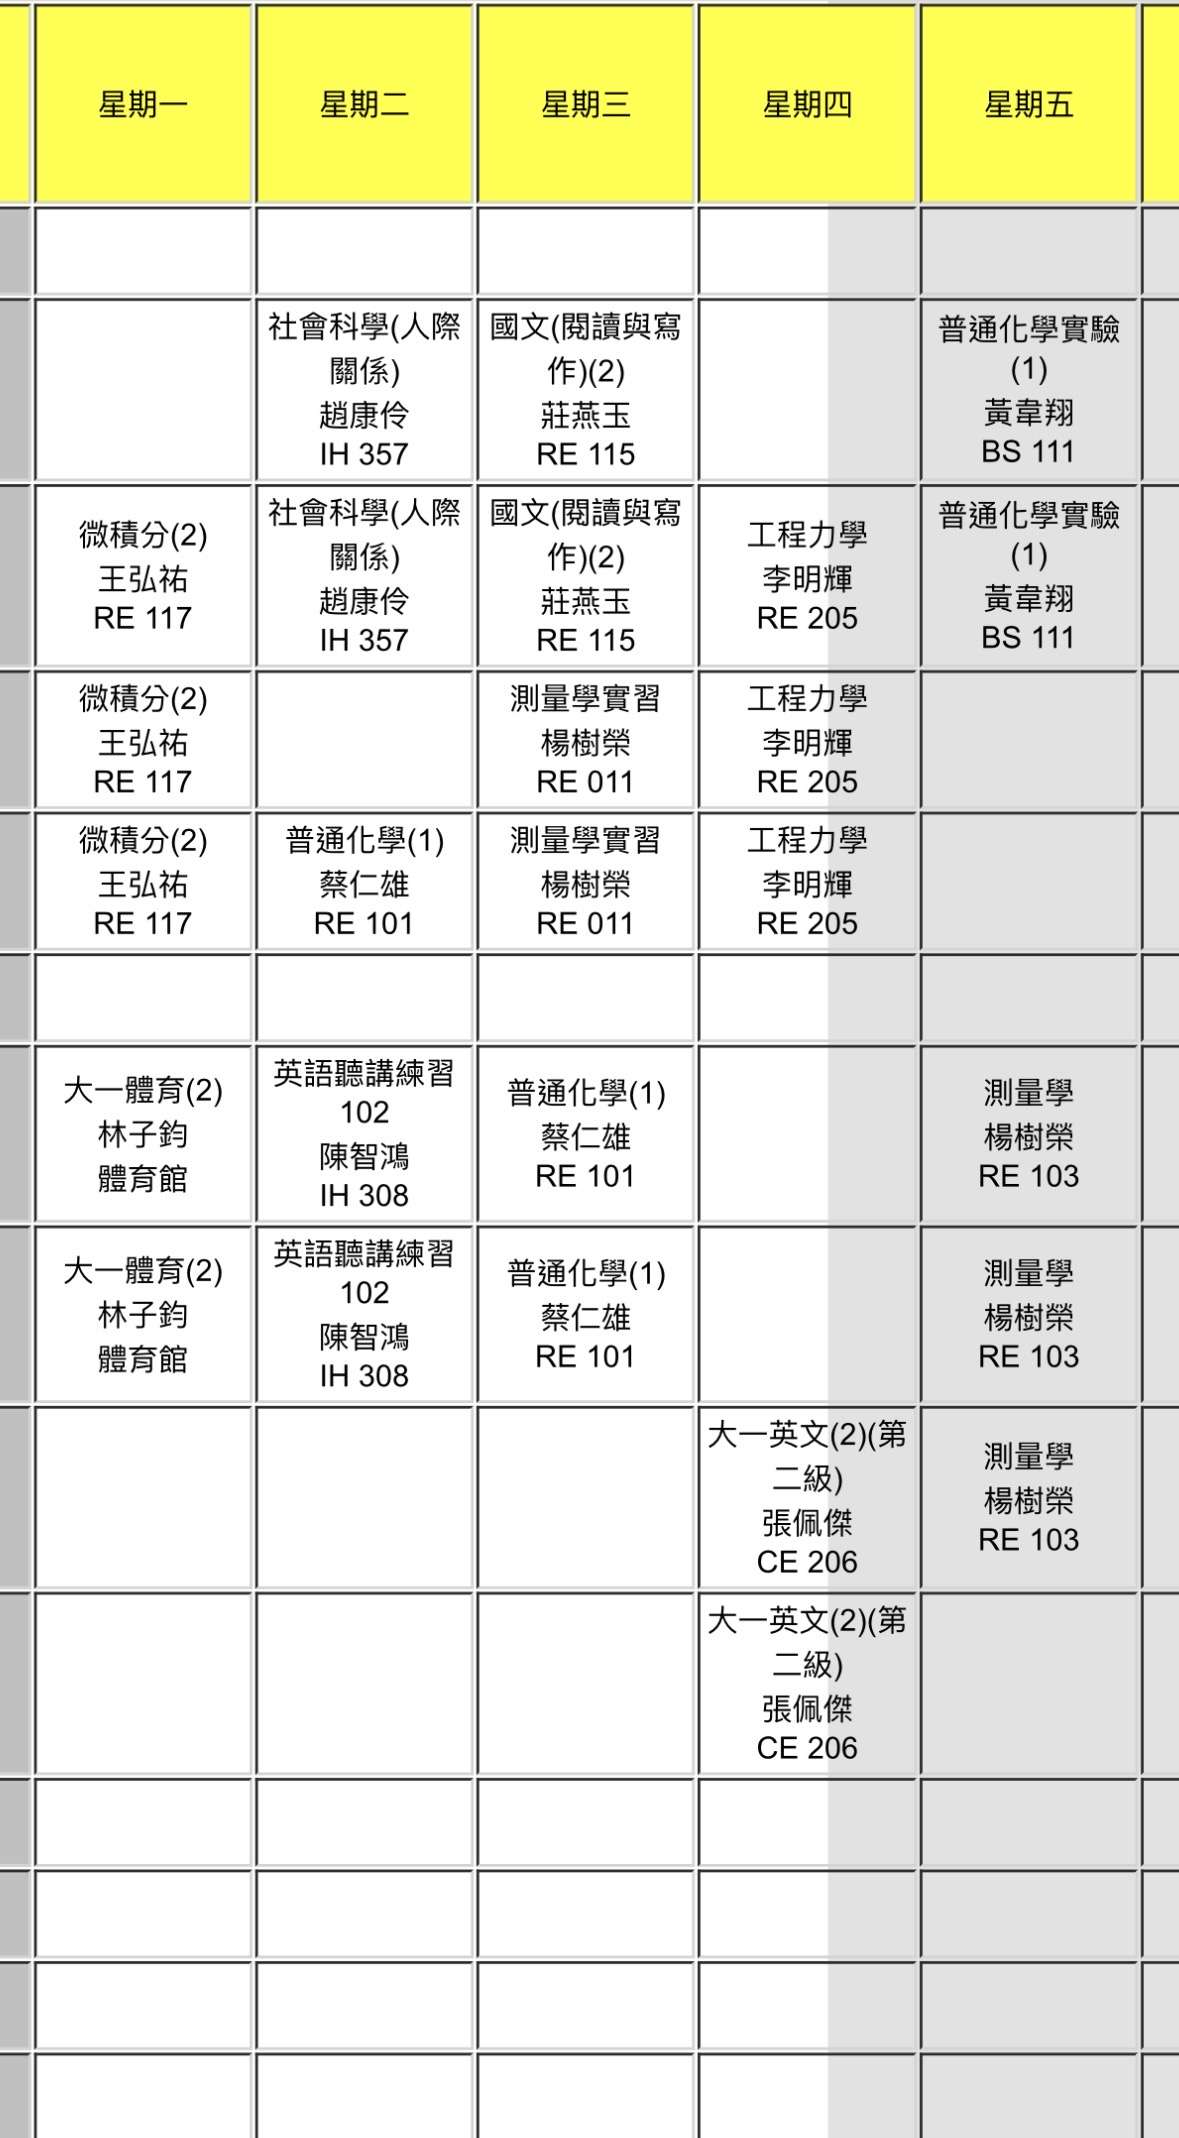 星期一
星期二
星期三
星期四
星期五
社會科學(人際
關係)
趙康伶
IH 357
國文(閱讀與寫
作)(2)
莊燕玉
RE 115
普通化學實驗
(1)
黃韋翔
BS 111
微積分(2)
王弘祐
RE 117
社會科學(人際
關係)
趙康伶
IH 357
國文(閱讀與寫
作)(2)
莊燕玉
RE 115
工程力學
李明輝
RE 205
普通化學實驗
(1)
黃韋翔
BS 111
微積分(2)
王弘祐
RE 117
測量學實習
楊樹榮
RE 011
工程力學
李明輝
RE 205
微積分(2)
王弘祐
RE 117
普通化學(1)
蔡仁雄
RE 101
測量學實習
楊樹榮
RE 011
工程力學
李明輝
RE 205
大一體育(2)
林子鈞
體育館
英語聽講練習
102
陳智鴻
IH 308
普通化學(1)
蔡仁雄
RE 101
測量學
楊樹榮
RE 103
大一體育(2)
林子鈞
體育館
英語聽講練習
102
陳智鴻
IH 308
普通化學(1)
蔡仁雄
RE 101
測量學
楊樹榮
RE 103
大一英文(2)(第
二級)
張佩傑
CE 206
測量學
楊樹榮
RE 103
大一英文(2)(第
二級)
張佩傑
CE 206